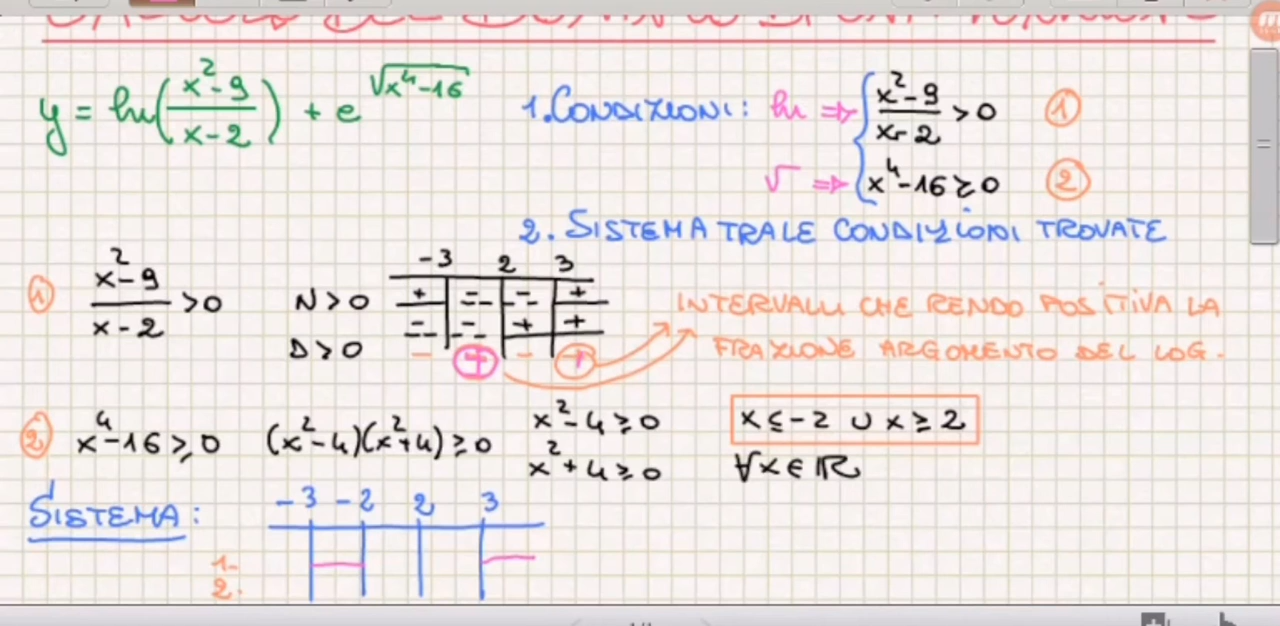 y = ln(x²-9/x-2) + e^√x⁴-16
1. CONDIZIONI: ln ⇒ { x²-9/x-2 > 0 ①
√ ⇒ x⁴-16 ≥ 0 ②
2. SISTEMA TRA LE CONDIZIONI TROVATE
① x²-9/x-2 > 0
N > 0
D > 0
-3 2 3
+ - - +
- - + +
- + - +
INTERVALLI CHE RENDO POSITIVA LA
FRAZIONE ARGOMENTO DEL LOG.
② x⁴-16 ≥ 0 (x²-4)(x²+4) ≥ 0 x²-4 ≥ 0 x ≤ -2 ∪ x ≥ 2
x²+4 ≥ 0 ∀x ∈ ℝ
SISTEMA: -3 -2 2 3
1.
2.